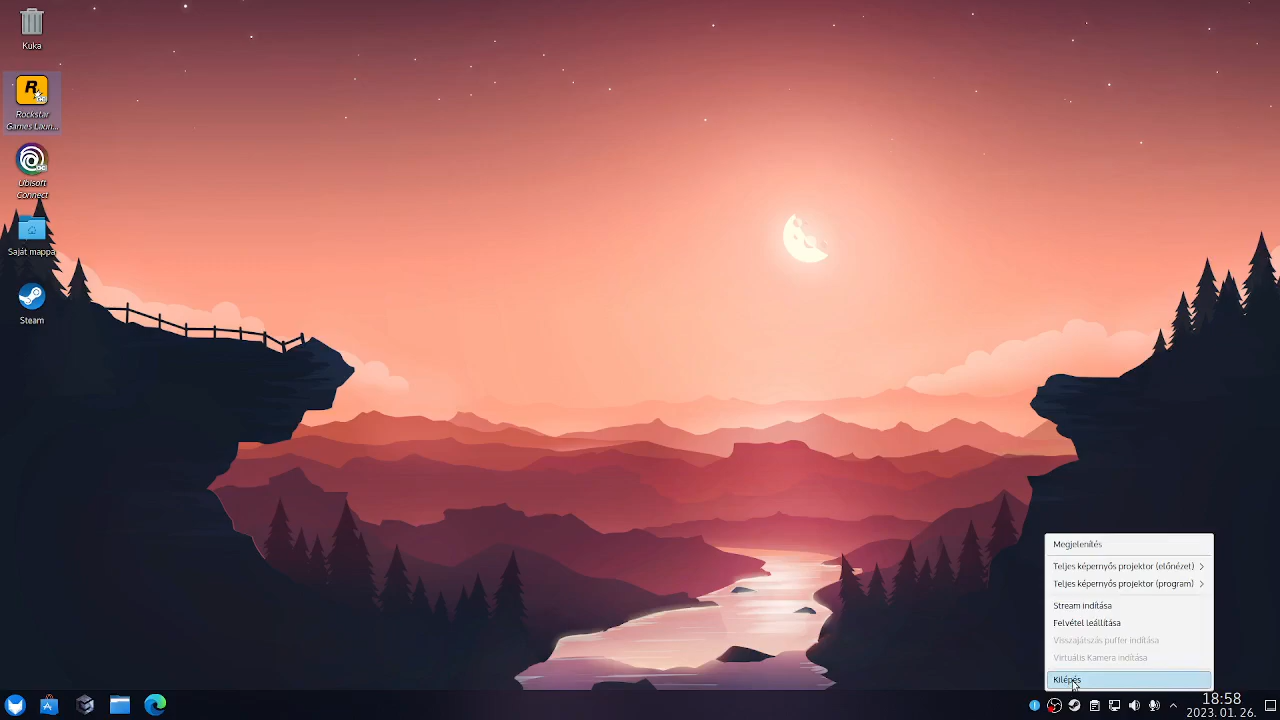 Kuka
Rockstar
Games Laun...
Ubisoft
Connect
Saját mappa
Steam
Megjelenítés
Teljes képernyős projektor (előnézet)
Teljes képernyős projektor (program)
Stream indítása
Felvétel leállítása
Visszajátszás puffer indítása
Virtuális Kamera indítása
Kilépés
18:58
2023. 01. 26.